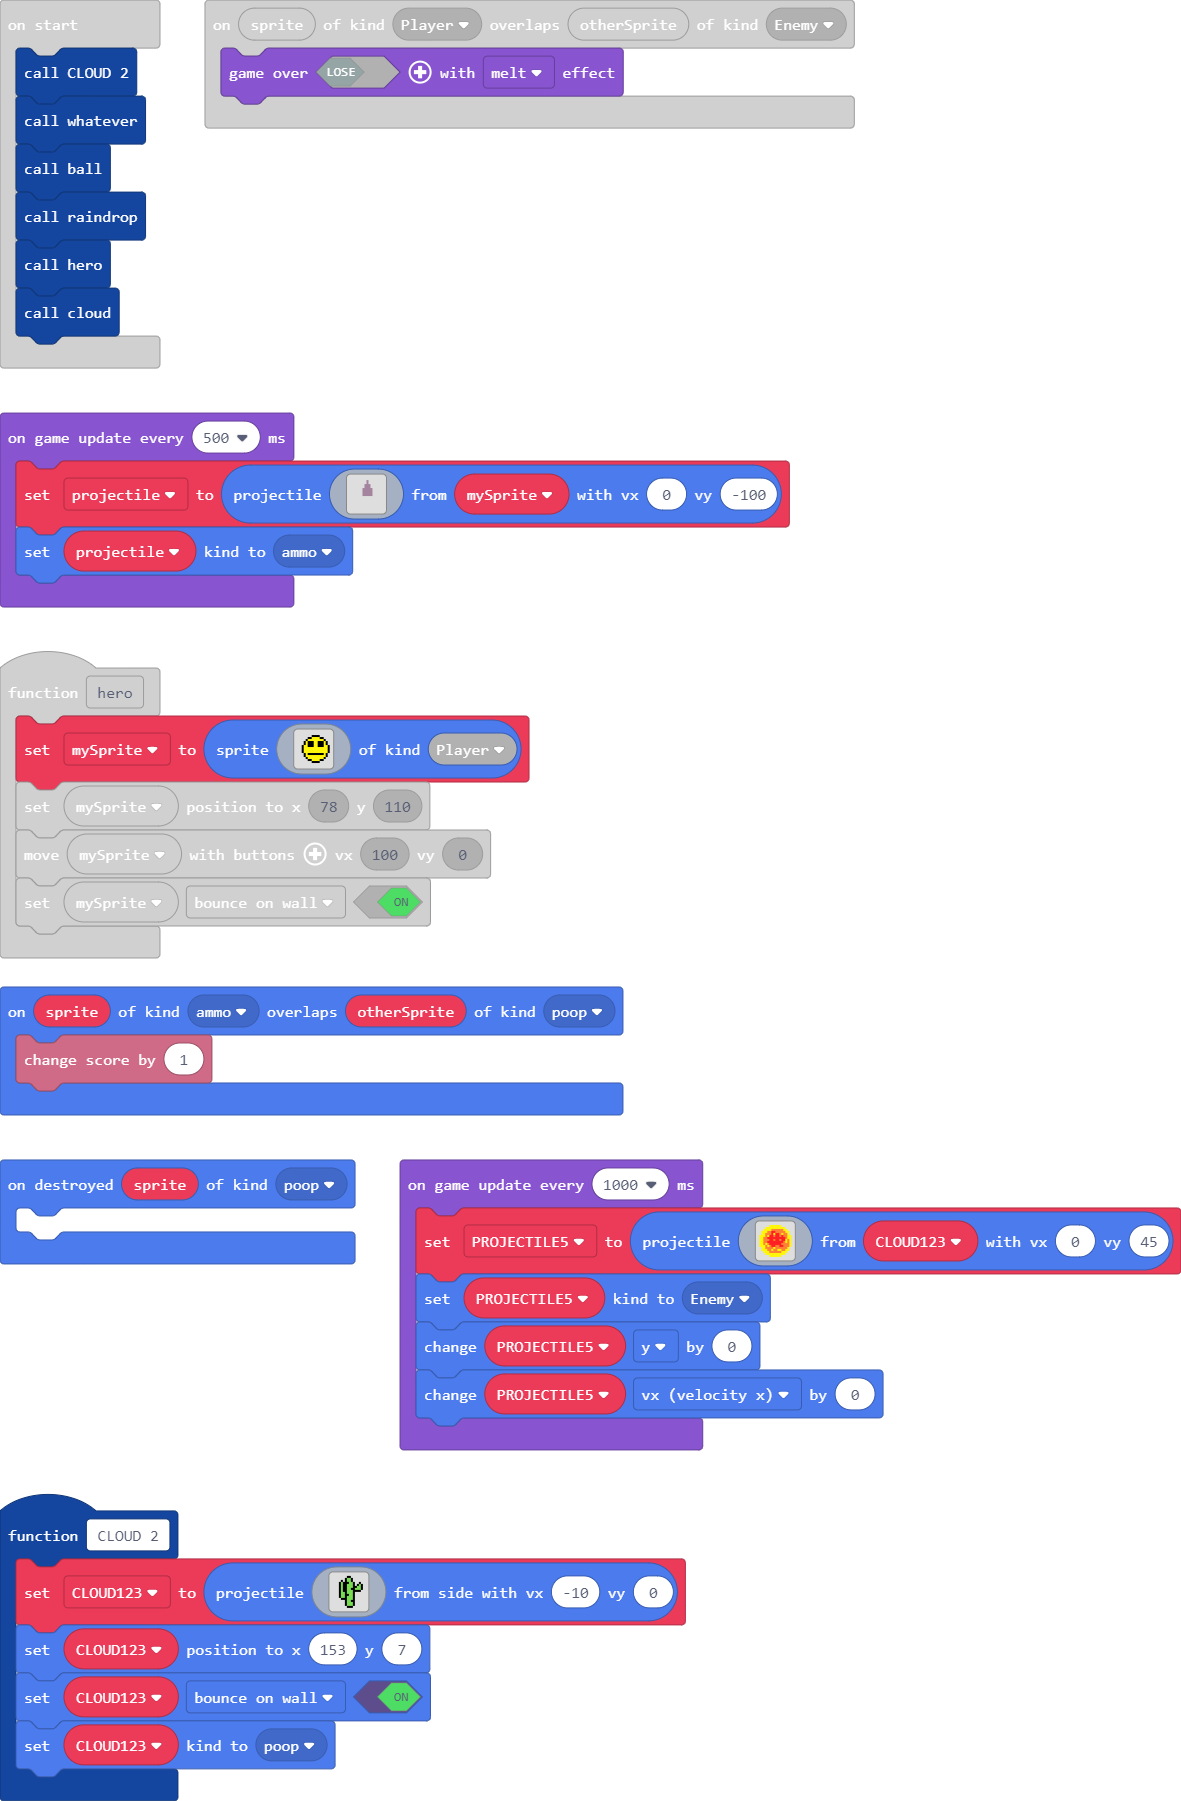 on start
call CLOUD 2
call whatever
call ball
call raindrop
call hero
call cloud
on sprite of kind Player overlaps otherSprite of kind Enemy
game over LOSE with melt effect
on game update every 500 ms
set projectile to projectile from mySprite with vx 0 vy -100
set projectile kind to ammo
function hero
set mySprite to sprite of kind Player
set mySprite position to x 78 y 110
move mySprite with buttons vx 100 vy 0
set mySprite bounce on wall ON
on sprite of kind ammo overlaps otherSprite of kind poop
change score by 1
on destroyed sprite of kind poop
on game update every 1000 ms
set PROJECTILE5 to projectile from CLOUD123 with vx 0 vy 45
set PROJECTILE5 kind to Enemy
change PROJECTILE5 y by 0
change PROJECTILE5 vx (velocity x) by 0
function CLOUD 2
set CLOUD123 to projectile from side with vx -10 vy 0
set CLOUD123 position to x 153 y 7
set CLOUD123 bounce on wall ON
set CLOUD123 kind to poop